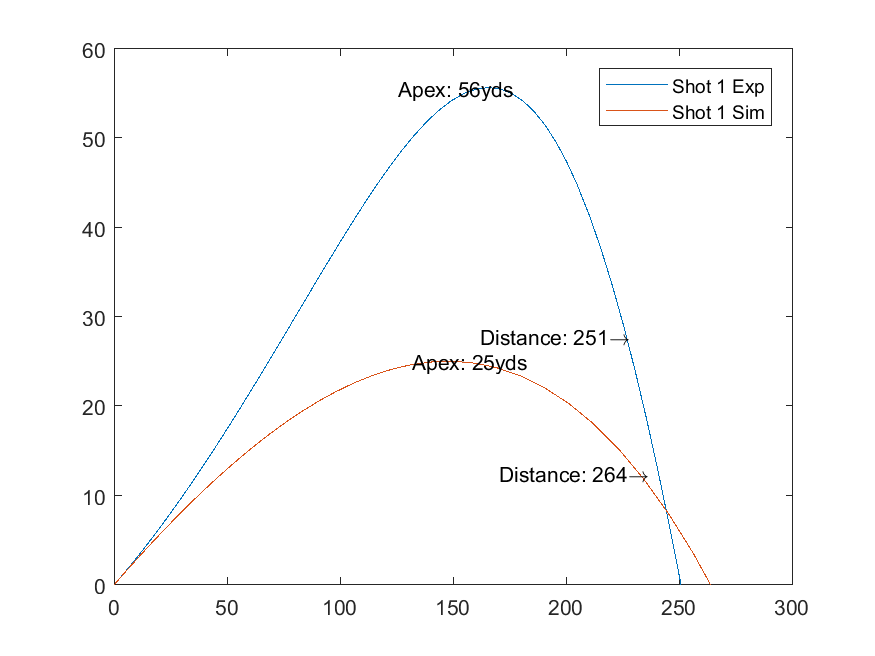 60
50
40
30
20
10
0
0 50 100 150 200 250 300
Apex: 56yds
Distance: 251→
Apex: 25yds
Distance: 264→
Shot 1 Exp
Shot 1 Sim